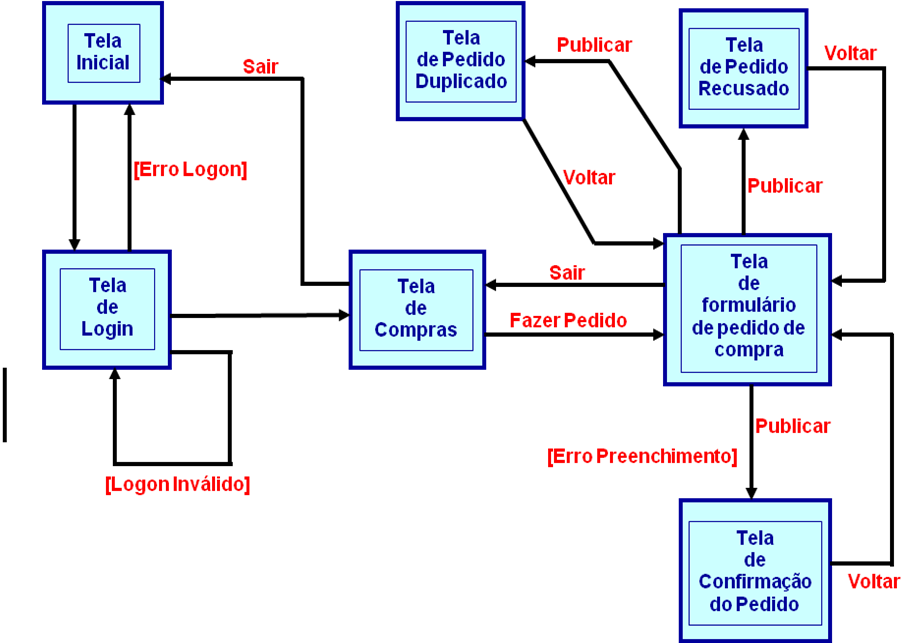 Tela
Inicial
Sair
Tela
de Pedido
Duplicado
Publicar
Tela
de Pedido
Recusado
Voltar
[Erro Logon]
Voltar
Publicar
Tela
de
Login
Tela
de
Compras
Sair
Fazer Pedido
Tela
de
formulário
de pedido de
compra
[Logon Inválido]
Publicar
[Erro Preenchimento]
Tela
de
Confirmação
do Pedido
Voltar